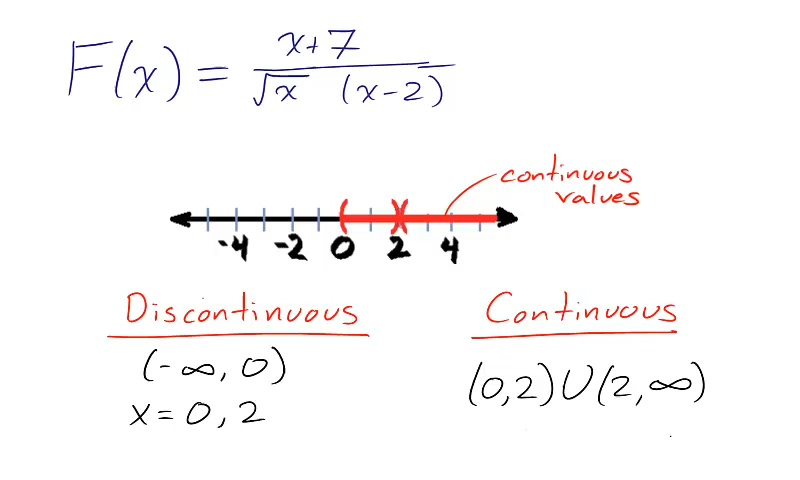 F(x) = x+7 / √x (x-2)
continuous
values
-4 -2 0 2 4
Discontinuous
(-∞, 0)
x = 0, 2
Continuous
(0,2) ∪ (2, ∞)